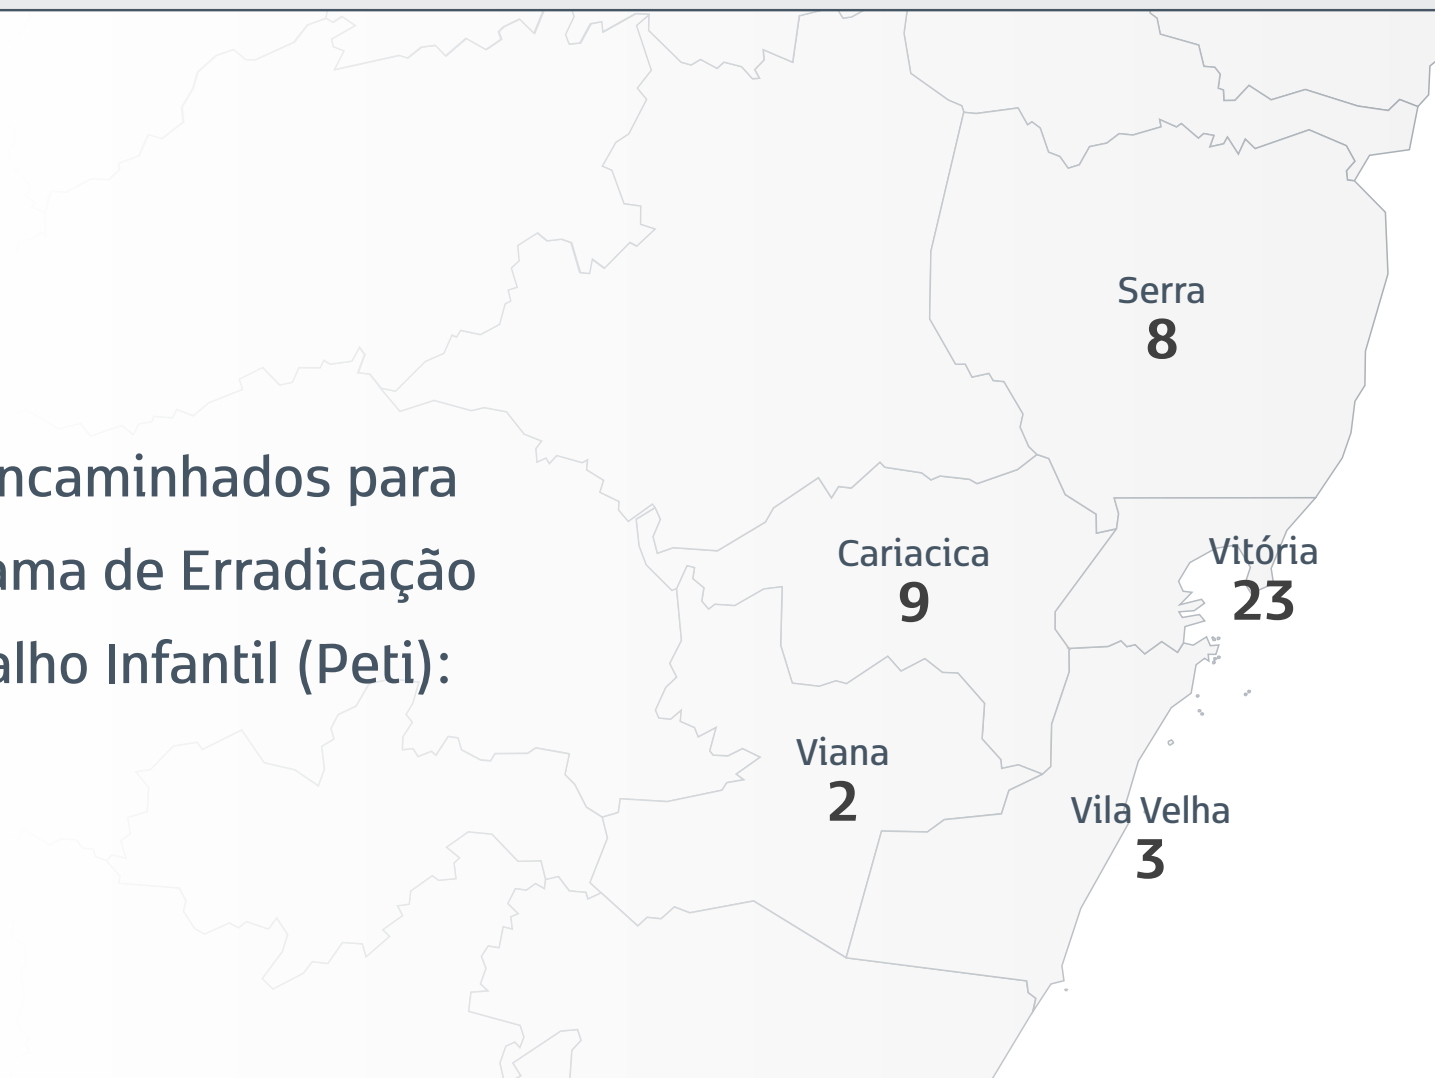 ncaminhados para
ama de Erradicação
alho Infantil (Peti):
Serra
8
Cariacica
9
Vitória
23
Viana
2
Vila Velha
3